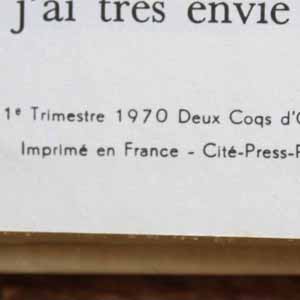 j'ai très envie
1e Trimestre 1970 Deux Coqs d'
Imprimé en France - Cité-Press-